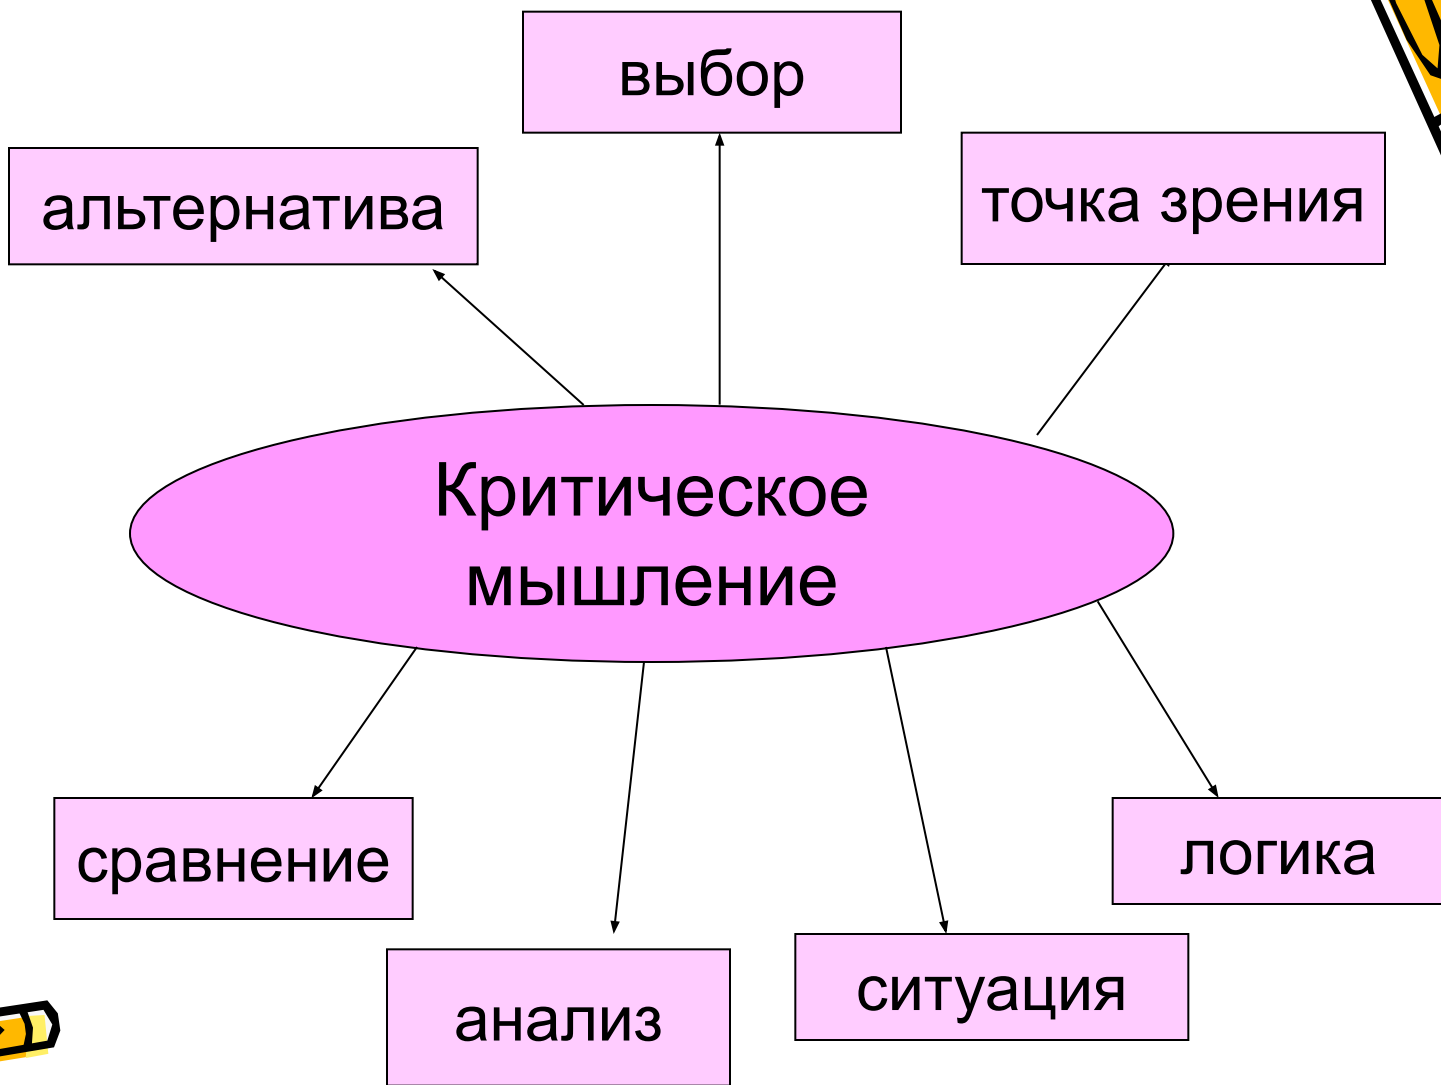 выбор
альтернатива
точка зрения
Критическое
мышление
сравнение
логика
анализ
ситуация